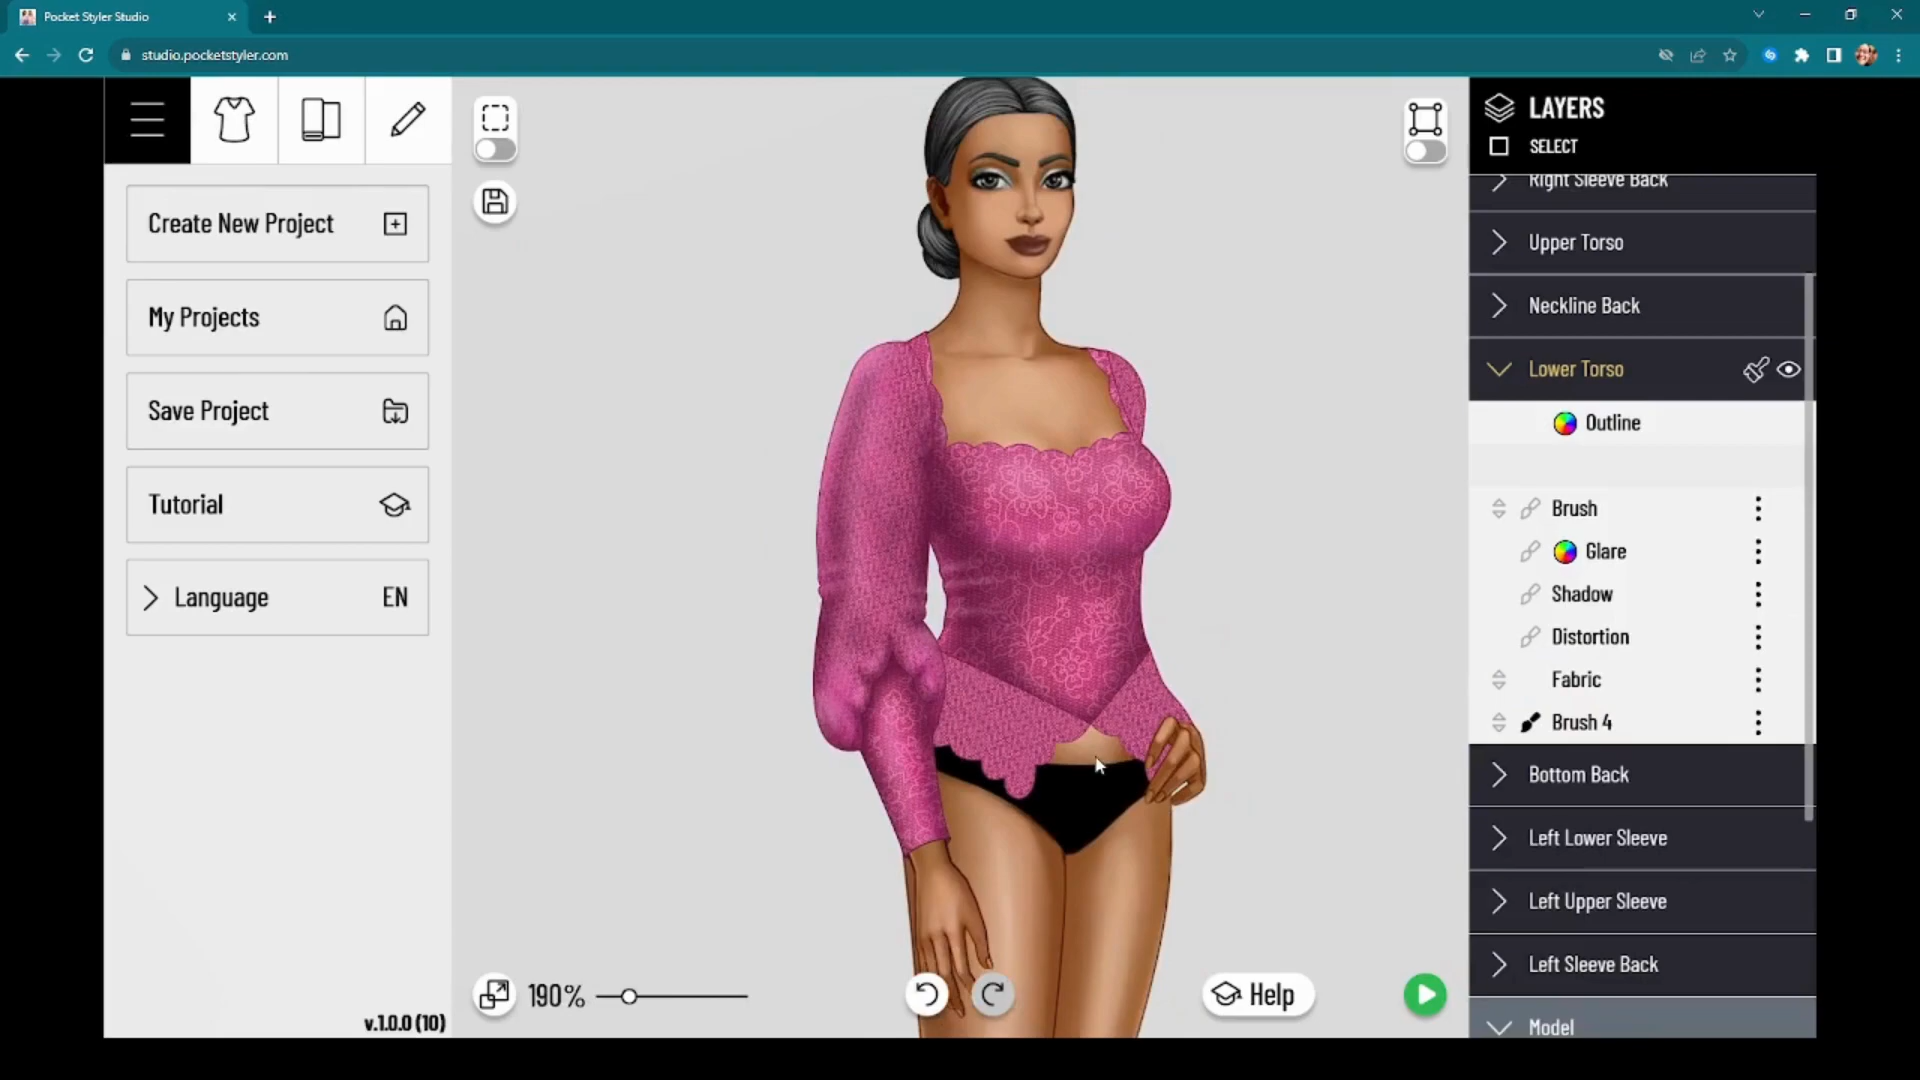 Pocket Styler Studio
studio.pocketstyler.com
LAYERS
SELECT
Create New Project
My Projects
Save Project
Tutorial
Language EN
v.1.0.0 (10)
190%
Help
Right Sleeve Back
Upper Torso
Neckline Back
Lower Torso
Outline
Brush
Glare
Shadow
Distortion
Fabric
Brush 4
Bottom Back
Left Lower Sleeve
Left Upper Sleeve
Left Sleeve Back
Model